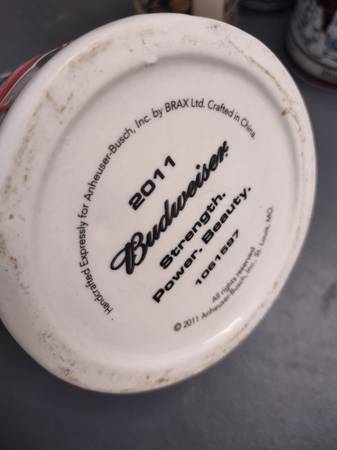 Handcrafted Expressly for Anheuser-Busch, Inc. by BRAX Ltd. Crafted in China.
2011
Budweiser
Strength.
Power. Beauty.
1061597
All rights reserved
© 2011 Anheuser-Busch, Inc., St. Louis, MO.